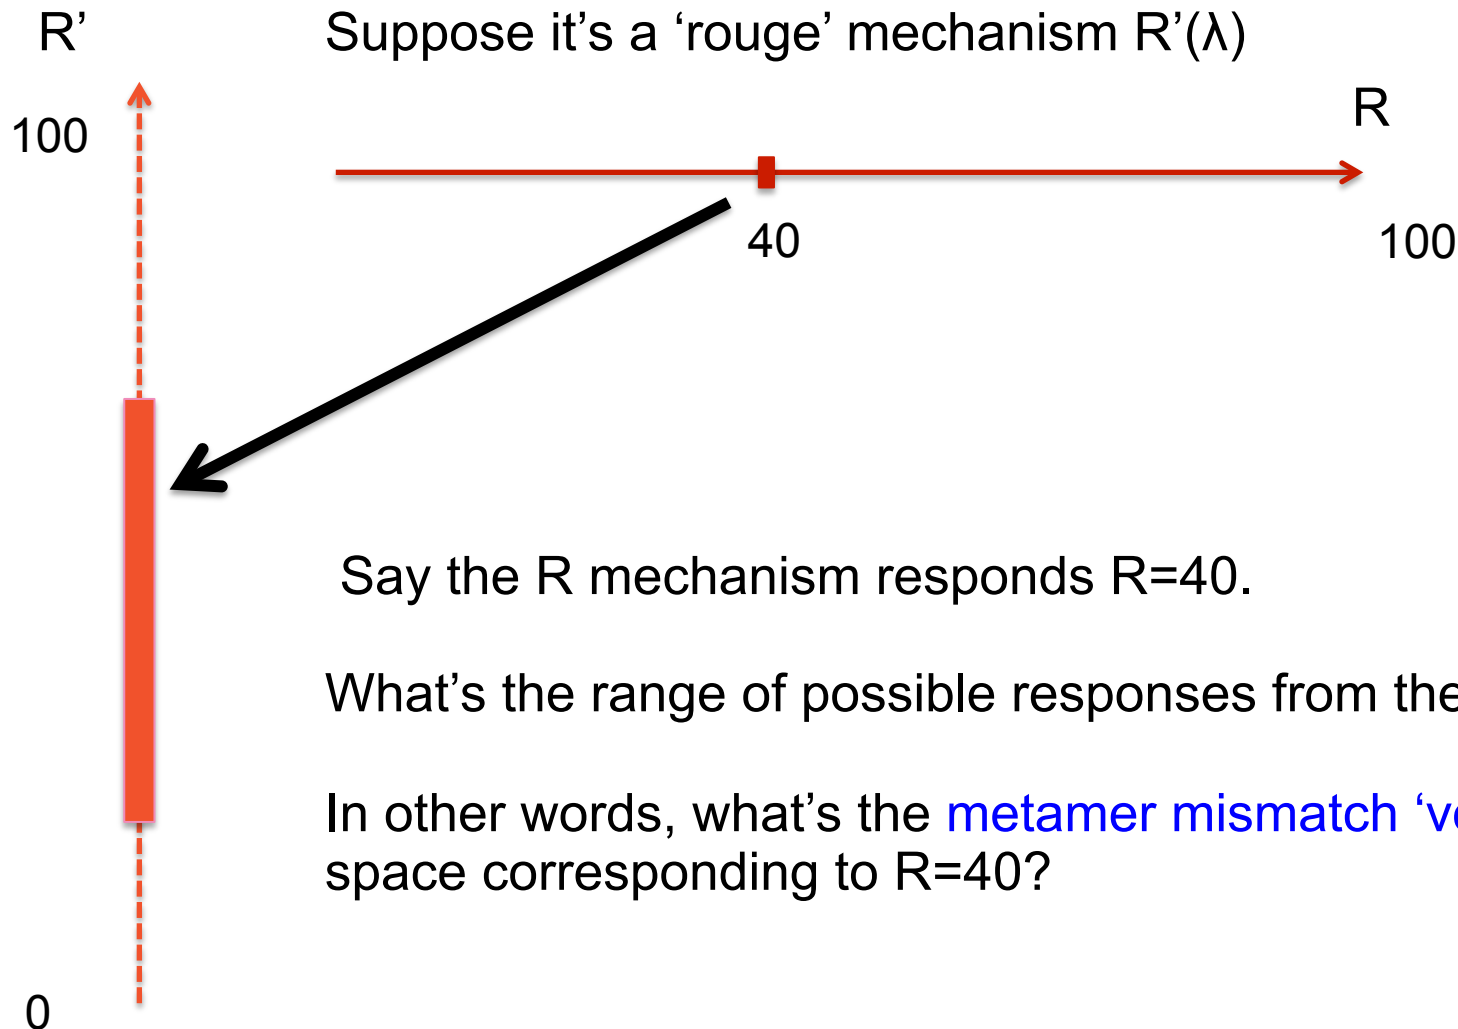 R’
Suppose it’s a ‘rouge’ mechanism R’(λ)
R
100
40
100
Say the R mechanism responds R=40.
What’s the range of possible responses from the
In other words, what’s the metamer mismatch
space corresponding to R=40?
0